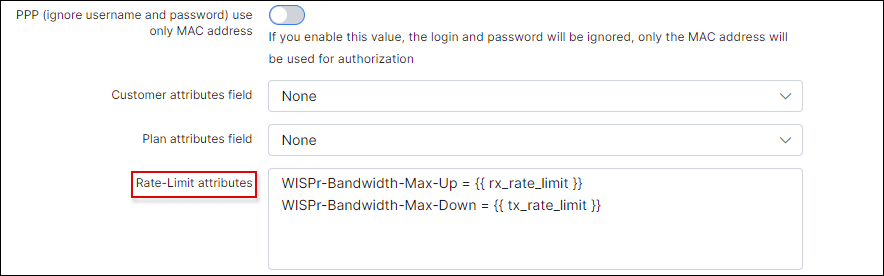 PPP (ignore username and password) use
only MAC address
If you enable this value, the login and password will be ignored, only the MAC address will
be used for authorization
Customer attributes field
None
Plan attributes field
None
Rate-Limit attributes
WISPr-Bandwidth-Max-Up = {{ rx_rate_limit }}
WISPr-Bandwidth-Max-Down = {{ tx_rate_limit }}